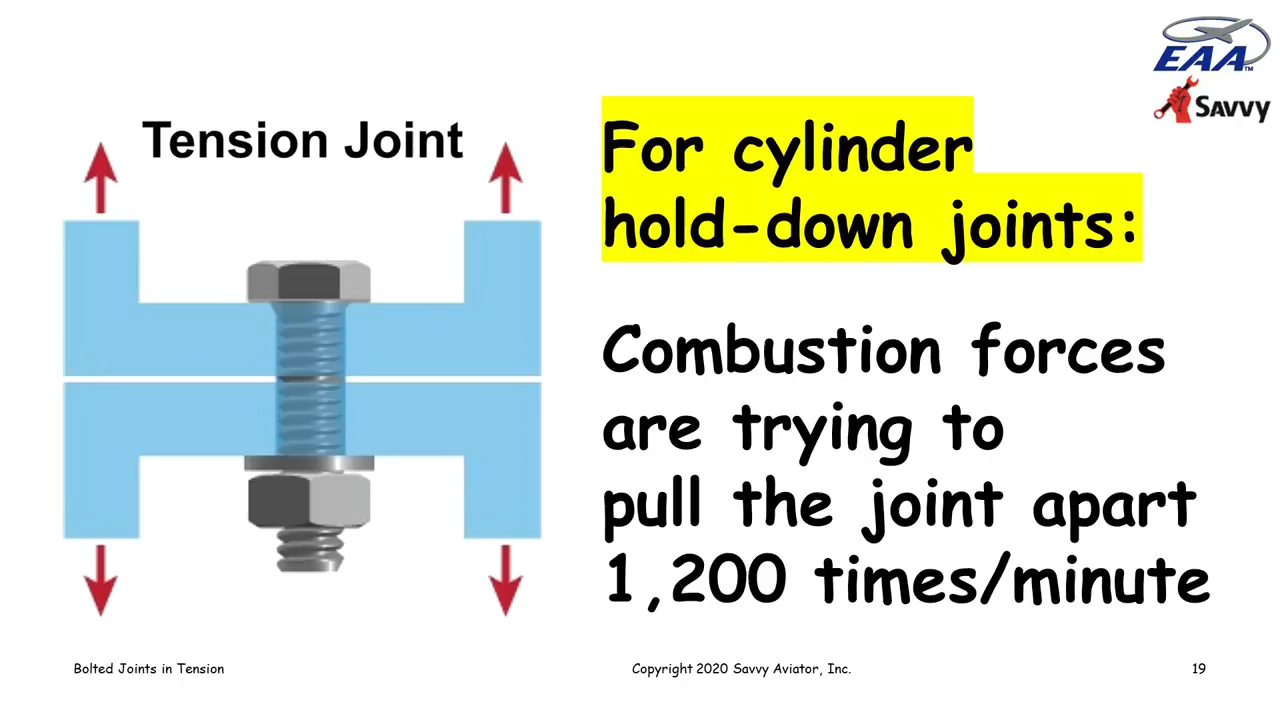 EAA™
Savvy
Tension Joint
For cylinder
hold-down joints:
Combustion forces
are trying to
pull the joint apart
1,200 times/minute
Bolted Joints in Tension
Copyright 2020 Savvy Aviator, Inc.
19